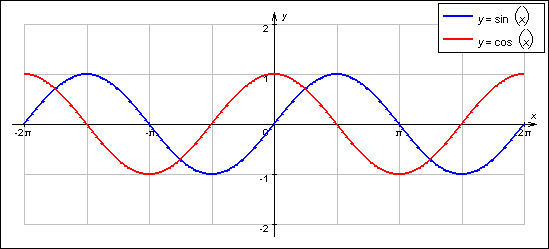 y = sin (x)
y = cos (x)
y
2
1
x
-2π -π 0 π 2π
-1
-2